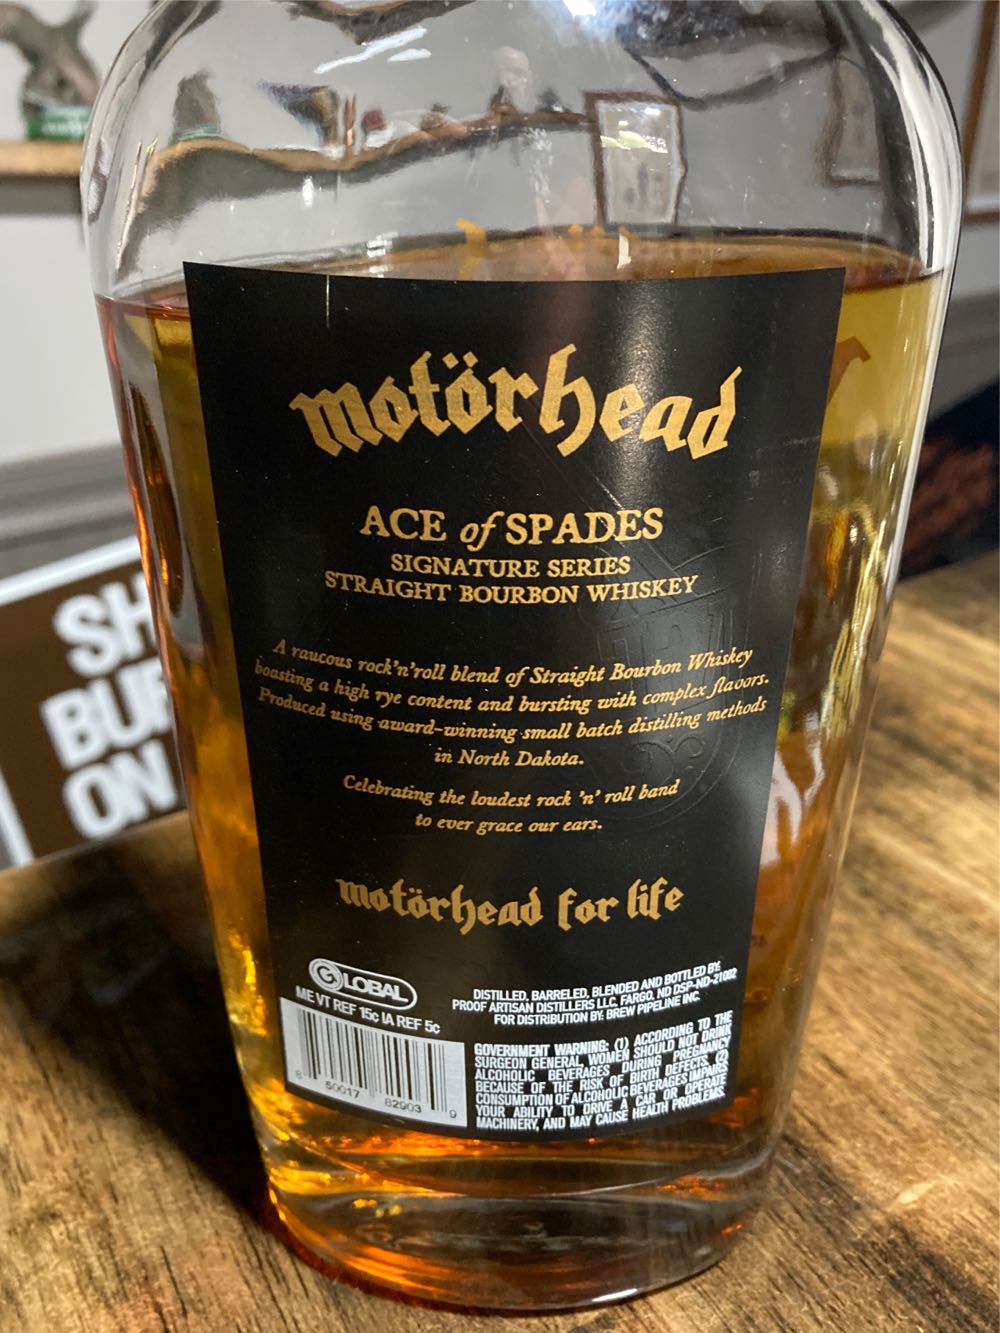 motörhead
ACE of SPADES
SIGNATURE SERIES
STRAIGHT BOURBON WHISKEY
A raucous rock'n'roll blend of Straight Bourbon Whiskey
boasting a high rye content and bursting with complex flavors.
Produced using award-winning small batch distilling methods
in North Dakota.
Celebrating the loudest rock 'n' roll band
to ever grace our ears.
motörhead for life
GLOBAL
ME VT REF 15¢ IA REF 5¢
8 50017 82903 9
DISTILLED, BARRELED, BLENDED AND BOTTLED BY:
PROOF ARTISAN DISTILLERS LLC, FARGO, ND DSP-ND-21002
FOR DISTRIBUTION BY: BREW PIPELINE INC.
GOVERNMENT WARNING: (1) ACCORDING TO THE
SURGEON GENERAL, WOMEN SHOULD NOT DRINK
ALCOHOLIC BEVERAGES DURING PREGNANCY
BECAUSE OF THE RISK OF BIRTH DEFECTS. (2)
CONSUMPTION OF ALCOHOLIC BEVERAGES IMPAIRS
YOUR ABILITY TO DRIVE A CAR OR OPERATE
MACHINERY, AND MAY CAUSE HEALTH PROBLEMS.
SH
BU
ON